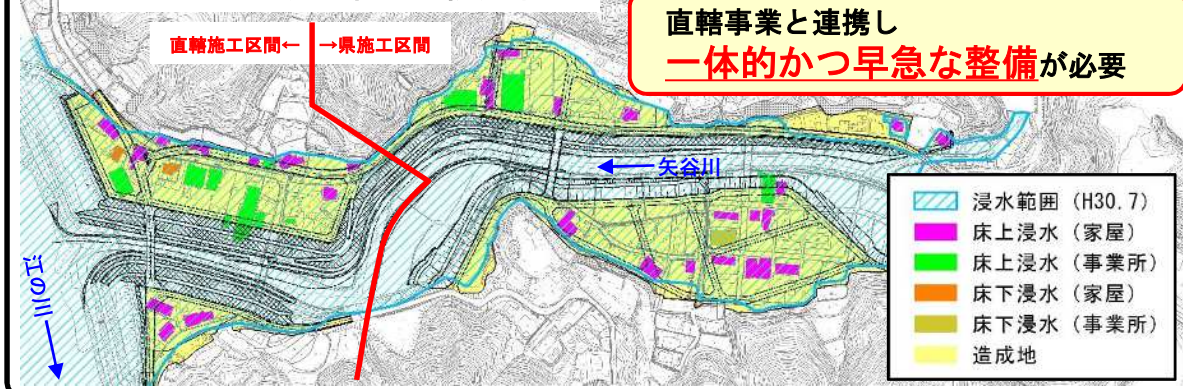 直轄事業と連携し
一体的かつ早急な整備が必要
直轄施工区間← →県施工区間
←矢谷川
江の川→
浸水範囲（H30.7）
床上浸水（家屋）
床上浸水（事業所）
床下浸水（家屋）
床下浸水（事業所）
造成地